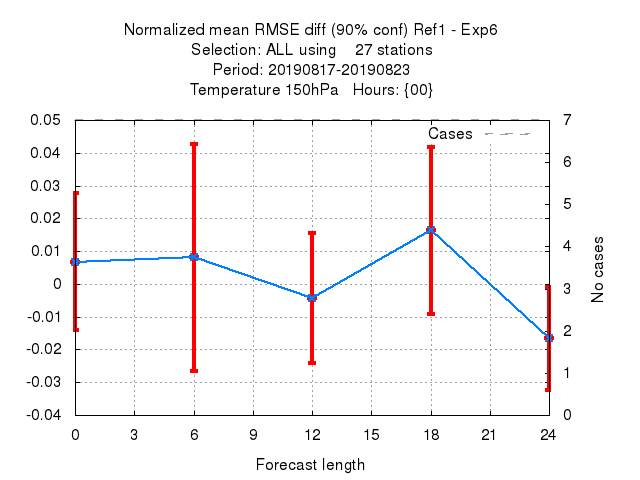 Normalized mean RMSE diff (90% conf) Ref1 - Exp6
Selection: ALL using    27 stations
Period: 20190817-20190823
Temperature 150hPa   Hours: {00}
Cases
0.05
0.04
0.03
0.02
0.01
0
-0.01
-0.02
-0.03
-0.04
7
6
5
4
3
2
1
0
No cases
0 3 6 9 12 15 18 21 24
Forecast length